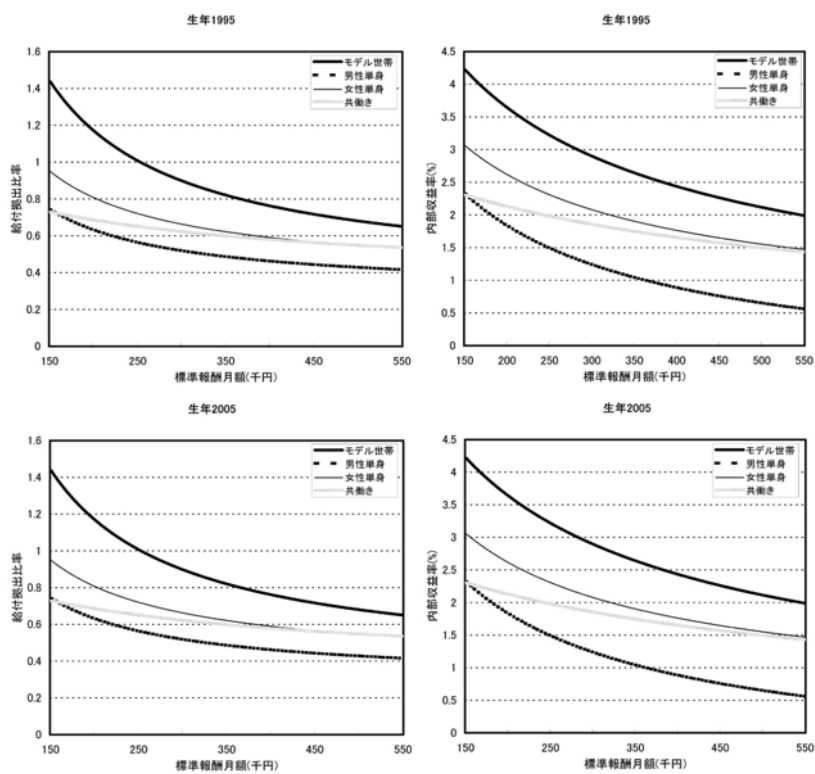 生年1995
1.6
1.4
1.2
1
0.8
0.6
0.4
0.2
0
給付拠出比率
モデル世帯
男性単身
女性単身
共働き
150 250 350 450 550
標準報酬月額(千円)
生年1995
4.5
4
3.5
3
2.5
2
1.5
1
0.5
0
内部収益率(%)
モデル世帯
男性単身
女性単身
共働き
150 200 250 300 350 400 450 500 550
標準報酬月額(千円)
生年2005
1.6
1.4
1.2
1
0.8
0.6
0.4
0.2
0
給付拠出比率
モデル世帯
男性単身
女性単身
共働き
150 250 350 450 550
標準報酬月額(千円)
生年2005
4.5
4
3.5
3
2.5
2
1.5
1
0.5
0
内部収益率(%)
モデル世帯
男性単身
女性単身
共働き
150 250 350 450 550
標準報酬月額(千円)